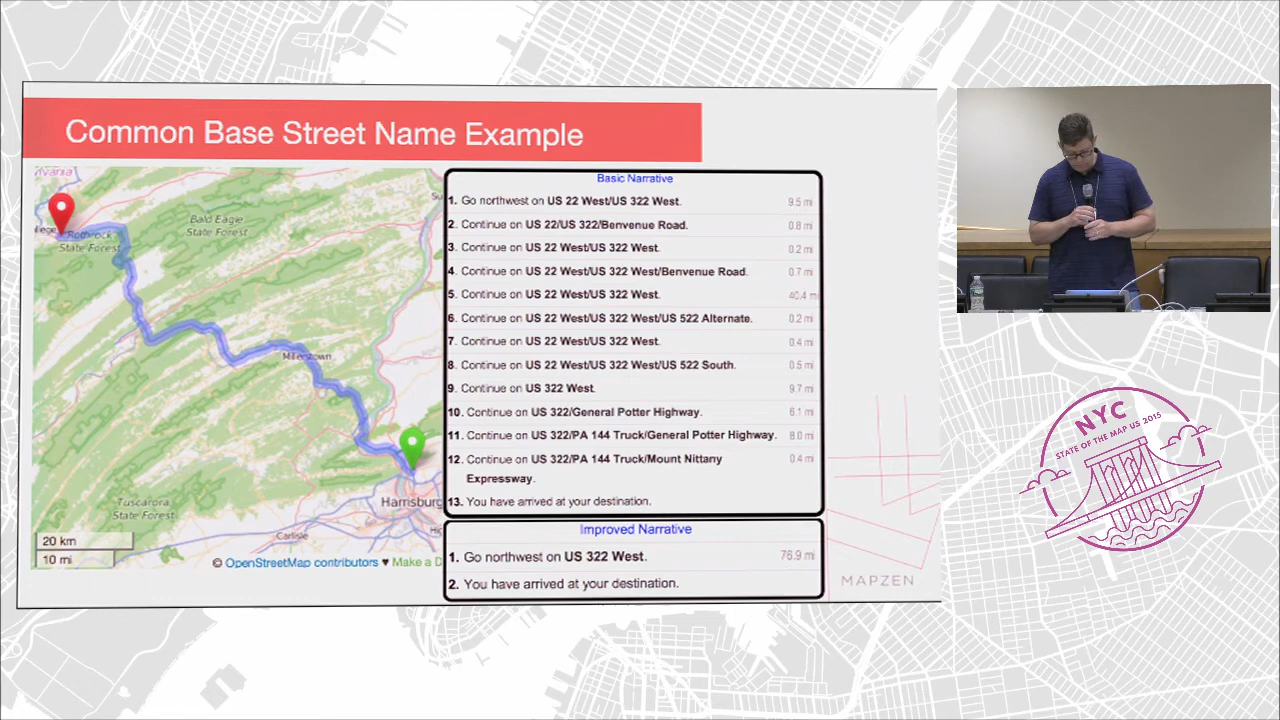 Common Base Street Name Example
Bald Eagle
State Forest
Rothrock
State Forest
Millerstown
Harrisburg
Tuscarora
State Forest
Carlisle
20 km
10 mi
© OpenStreetMap contributors ♥ Make a D
Basic Narrative
1. Go northwest on US 22 West/US 322 West. 9.5 mi
2. Continue on US 22/US 322/Benvenue Road. 0.8 mi
3. Continue on US 22 West/US 322 West. 0.2 mi
4. Continue on US 22 West/US 322 West/Benvenue Road. 0.7 mi
5. Continue on US 22 West/US 322 West. 40.4 mi
6. Continue on US 22 West/US 322 West/US 522 Alternate. 0.2 mi
7. Continue on US 22 West/US 322 West. 0.4 mi
8. Continue on US 22 West/US 322 West/US 522 South. 0.5 mi
9. Continue on US 322 West. 9.7 mi
10. Continue on US 322/General Potter Highway. 6.1 mi
11. Continue on US 322/PA 144 Truck/General Potter Highway. 8.0 mi
12. Continue on US 322/PA 144 Truck/Mount Nittany 0.4 mi
Expressway.
13. You have arrived at your destination.
Improved Narrative
1. Go northwest on US 322 West. 76.9 mi
2. You have arrived at your destination.
MAPZEN
NYC
STATE OF THE MAP US 2015